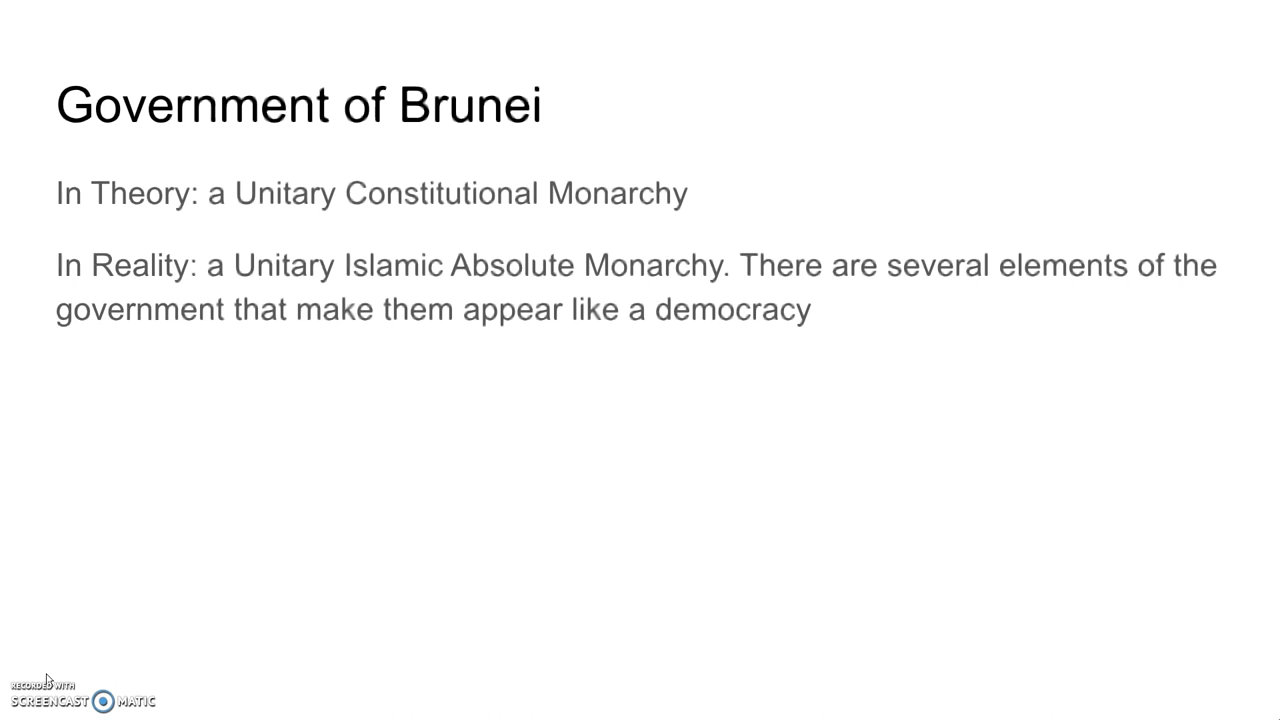 Government of Brunei
In Theory: a Unitary Constitutional Monarchy
In Reality: a Unitary Islamic Absolute Monarchy. There are several elements of the
government that make them appear like a democracy
RECORDED WITH
SCREENCAST MATIC